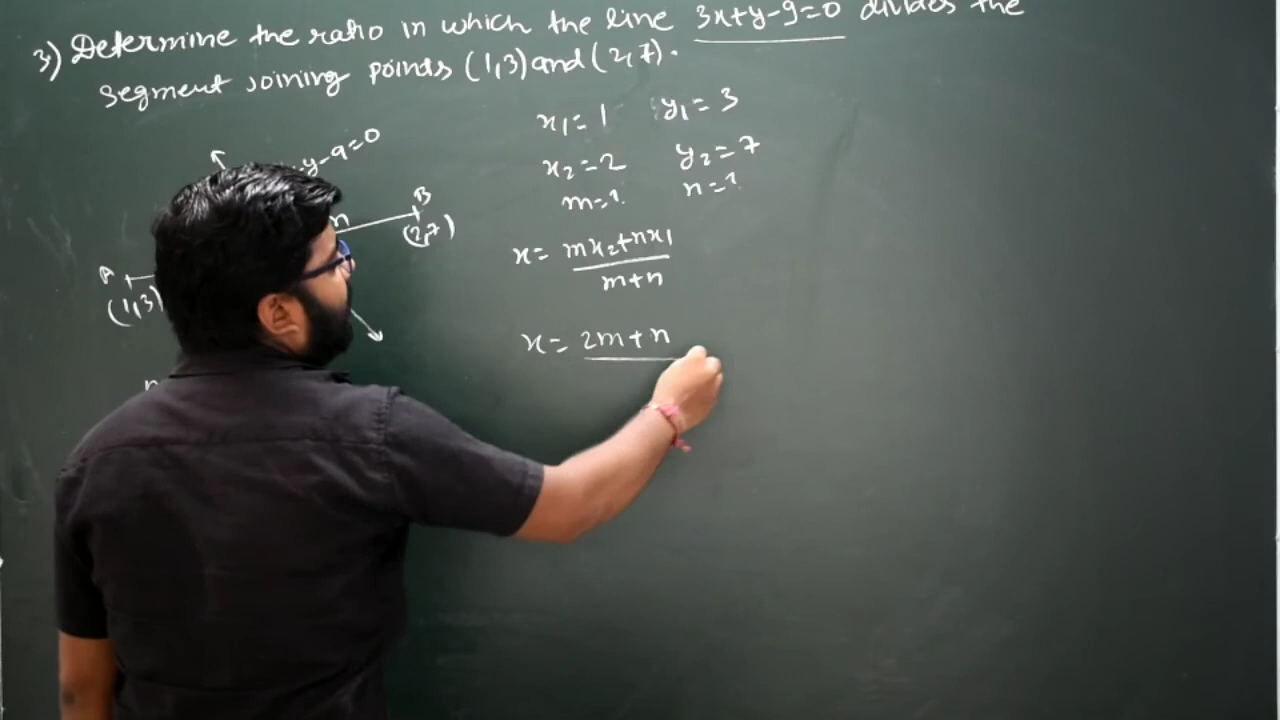 3) Determine the ratio in which the line 3x+y-9=0 divides the
segment joining points (1,3) and (2,7).
x₁=1 y₁=3
x₂=2 y₂=7
m=? n=?
x= mx₂+nx₁
m+n
x= 2m+n
-y-9=0
B
(2,7)
n
A
(1,3)